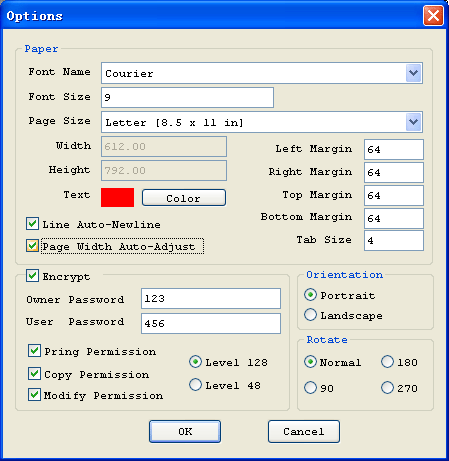 Options
Paper
Font Name Courier
Font Size 9
Page Size Letter [8.5 x 11 in]
Width 612.00
Left Margin 64
Height 792.00
Right Margin 64
Text Color
Top Margin 64
Line Auto-Newline
Bottom Margin 64
Page Width Auto-Adjust
Tab Size 4
Encrypt
Owner Password 123
User Password 456
Pring Permission
Copy Permission
Modify Permission
Level 128
Level 48
Orientation
Portrait
Landscape
Rotate
Normal 180
90 270
OK Cancel